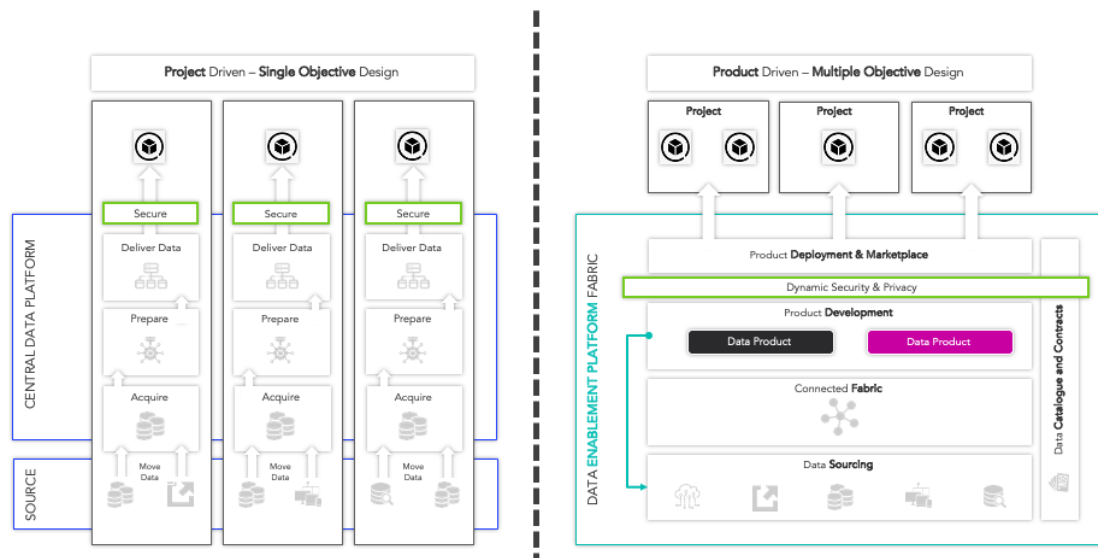 Project Driven – Single Objective Design
Secure
Deliver Data
Prepare
Acquire
Move
Data
Secure
Deliver Data
Prepare
Acquire
Move
Data
Secure
Deliver Data
Prepare
Acquire
Move
Data
CENTRAL DATA PLATFORM
SOURCE
Product Driven – Multiple Objective Design
Project
Project
Project
DATA ENABLEMENT PLATFORM FABRIC
Product Deployment & Marketplace
Dynamic Security & Privacy
Product Development
Data Product
Data Product
Connected Fabric
Data Sourcing
Data Catalogue and Contracts